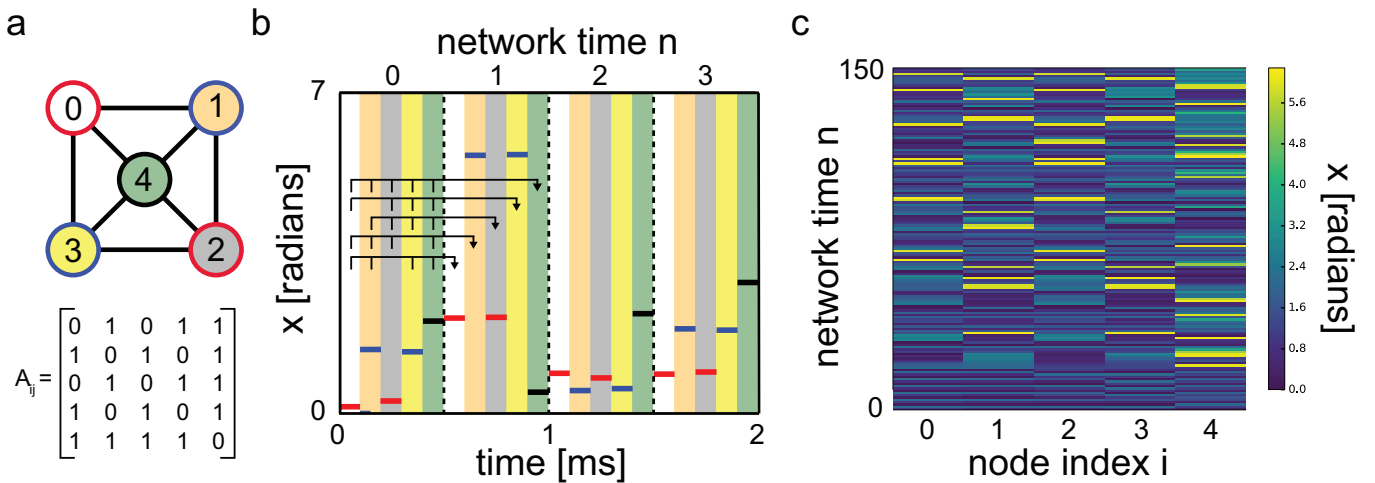 a
0 1
4
3 2
A_ij =
0 1 0 1 1
1 0 1 0 1
0 1 0 1 1
1 0 1 0 1
1 1 1 1 0
b
network time n
0 1 2 3
7
x [radians]
0
0 1 2
time [ms]
c
150
network time n
0
0 1 2 3 4
node index i
5.6
4.8
4.0
3.2
2.4
1.6
0.8
0.0
x [radians]